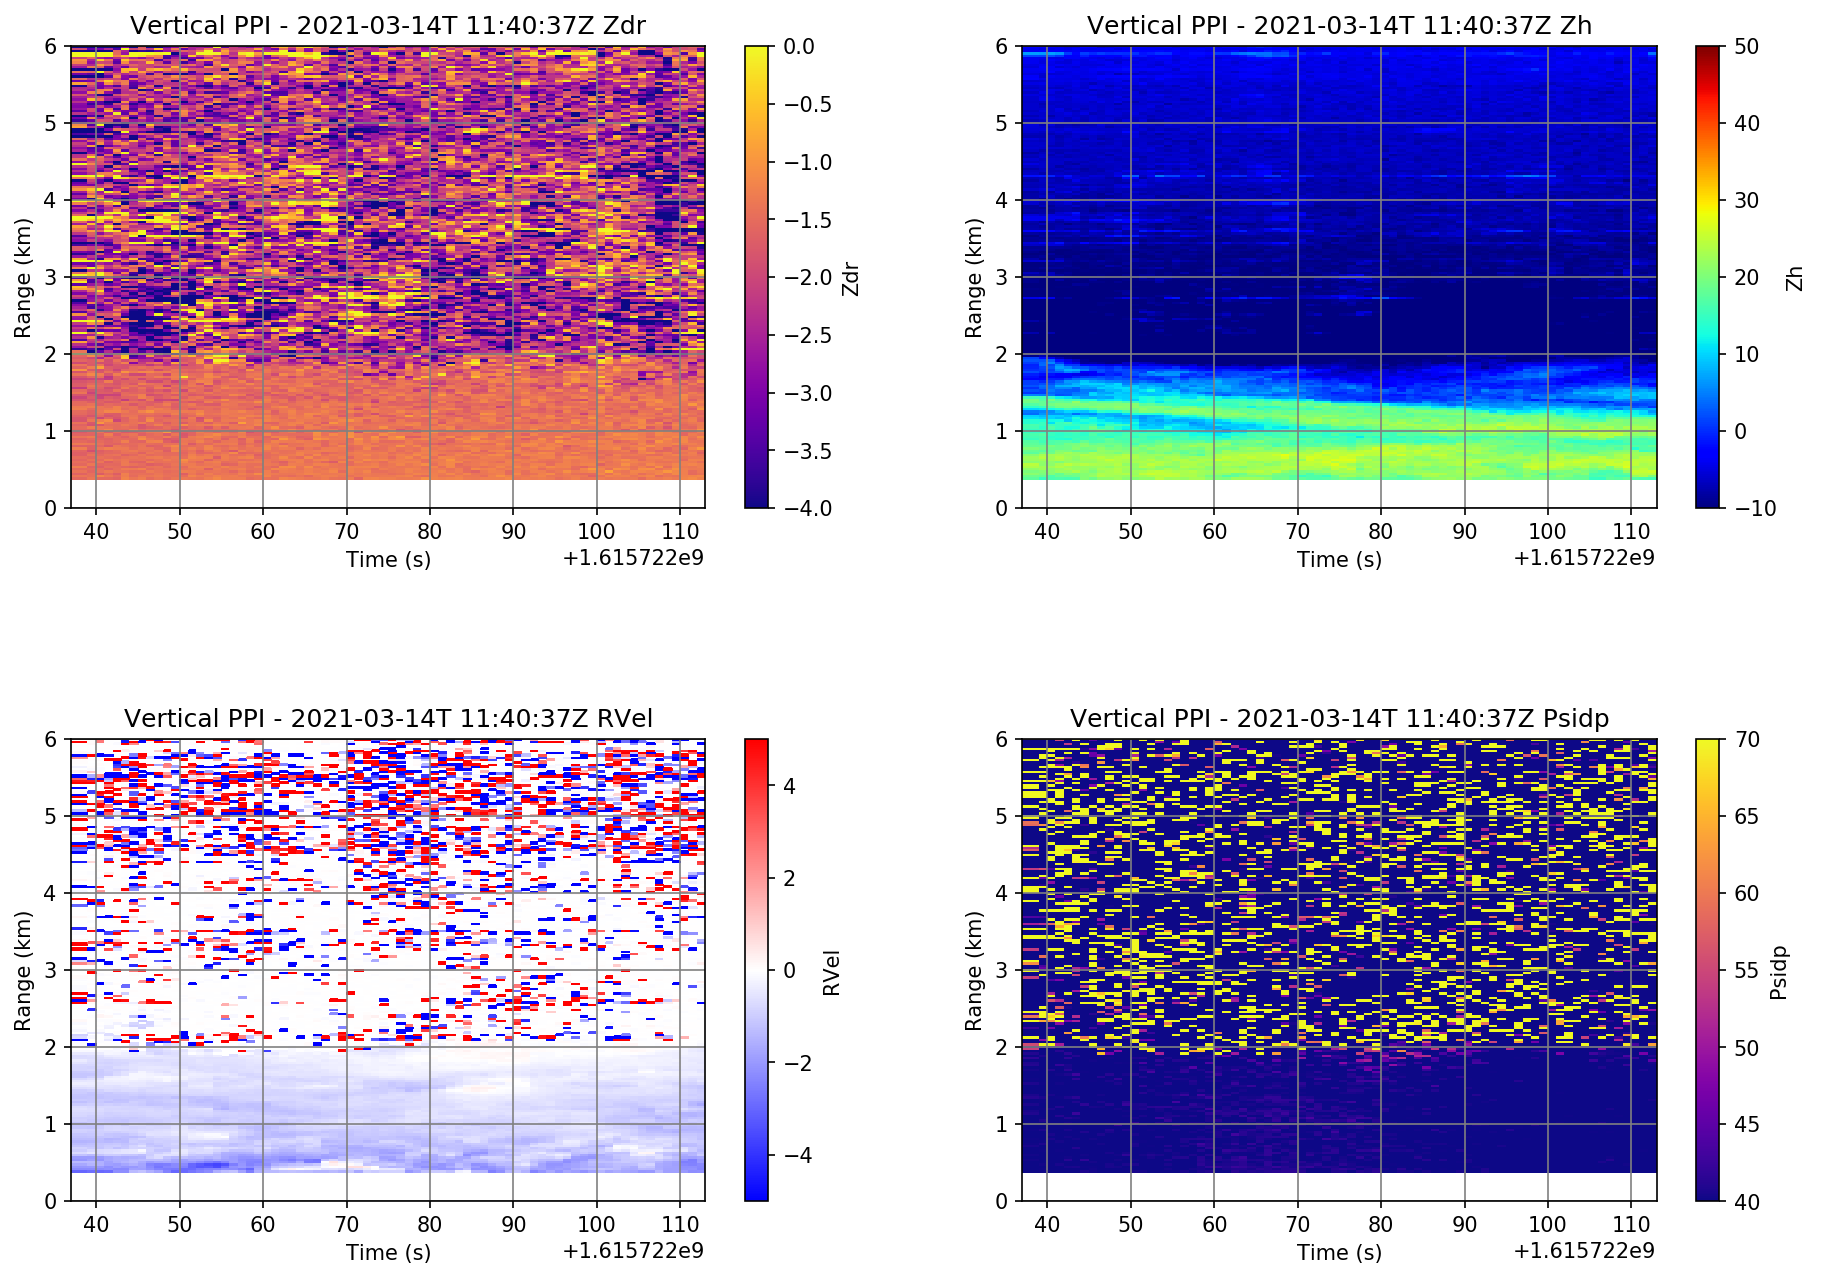 Vertical PPI - 2021-03-14T 11:40:37Z Zdr
6
5
4
3
2
1
0
Range (km)
40 50 60 70 80 90 100 110
Time (s)
+1.615722e9
0.0
−0.5
−1.0
−1.5
−2.0
−2.5
−3.0
−3.5
−4.0
Zdr
Vertical PPI - 2021-03-14T 11:40:37Z Zh
6
5
4
3
2
1
0
Range (km)
40 50 60 70 80 90 100 110
Time (s)
+1.615722e9
50
40
30
20
10
0
−10
Zh
Vertical PPI - 2021-03-14T 11:40:37Z RVel
6
5
4
3
2
1
0
Range (km)
40 50 60 70 80 90 100 110
Time (s)
+1.615722e9
4
2
0
−2
−4
RVel
Vertical PPI - 2021-03-14T 11:40:37Z Psidp
6
5
4
3
2
1
0
Range (km)
40 50 60 70 80 90 100 110
Time (s)
+1.615722e9
70
65
60
55
50
45
40
Psidp